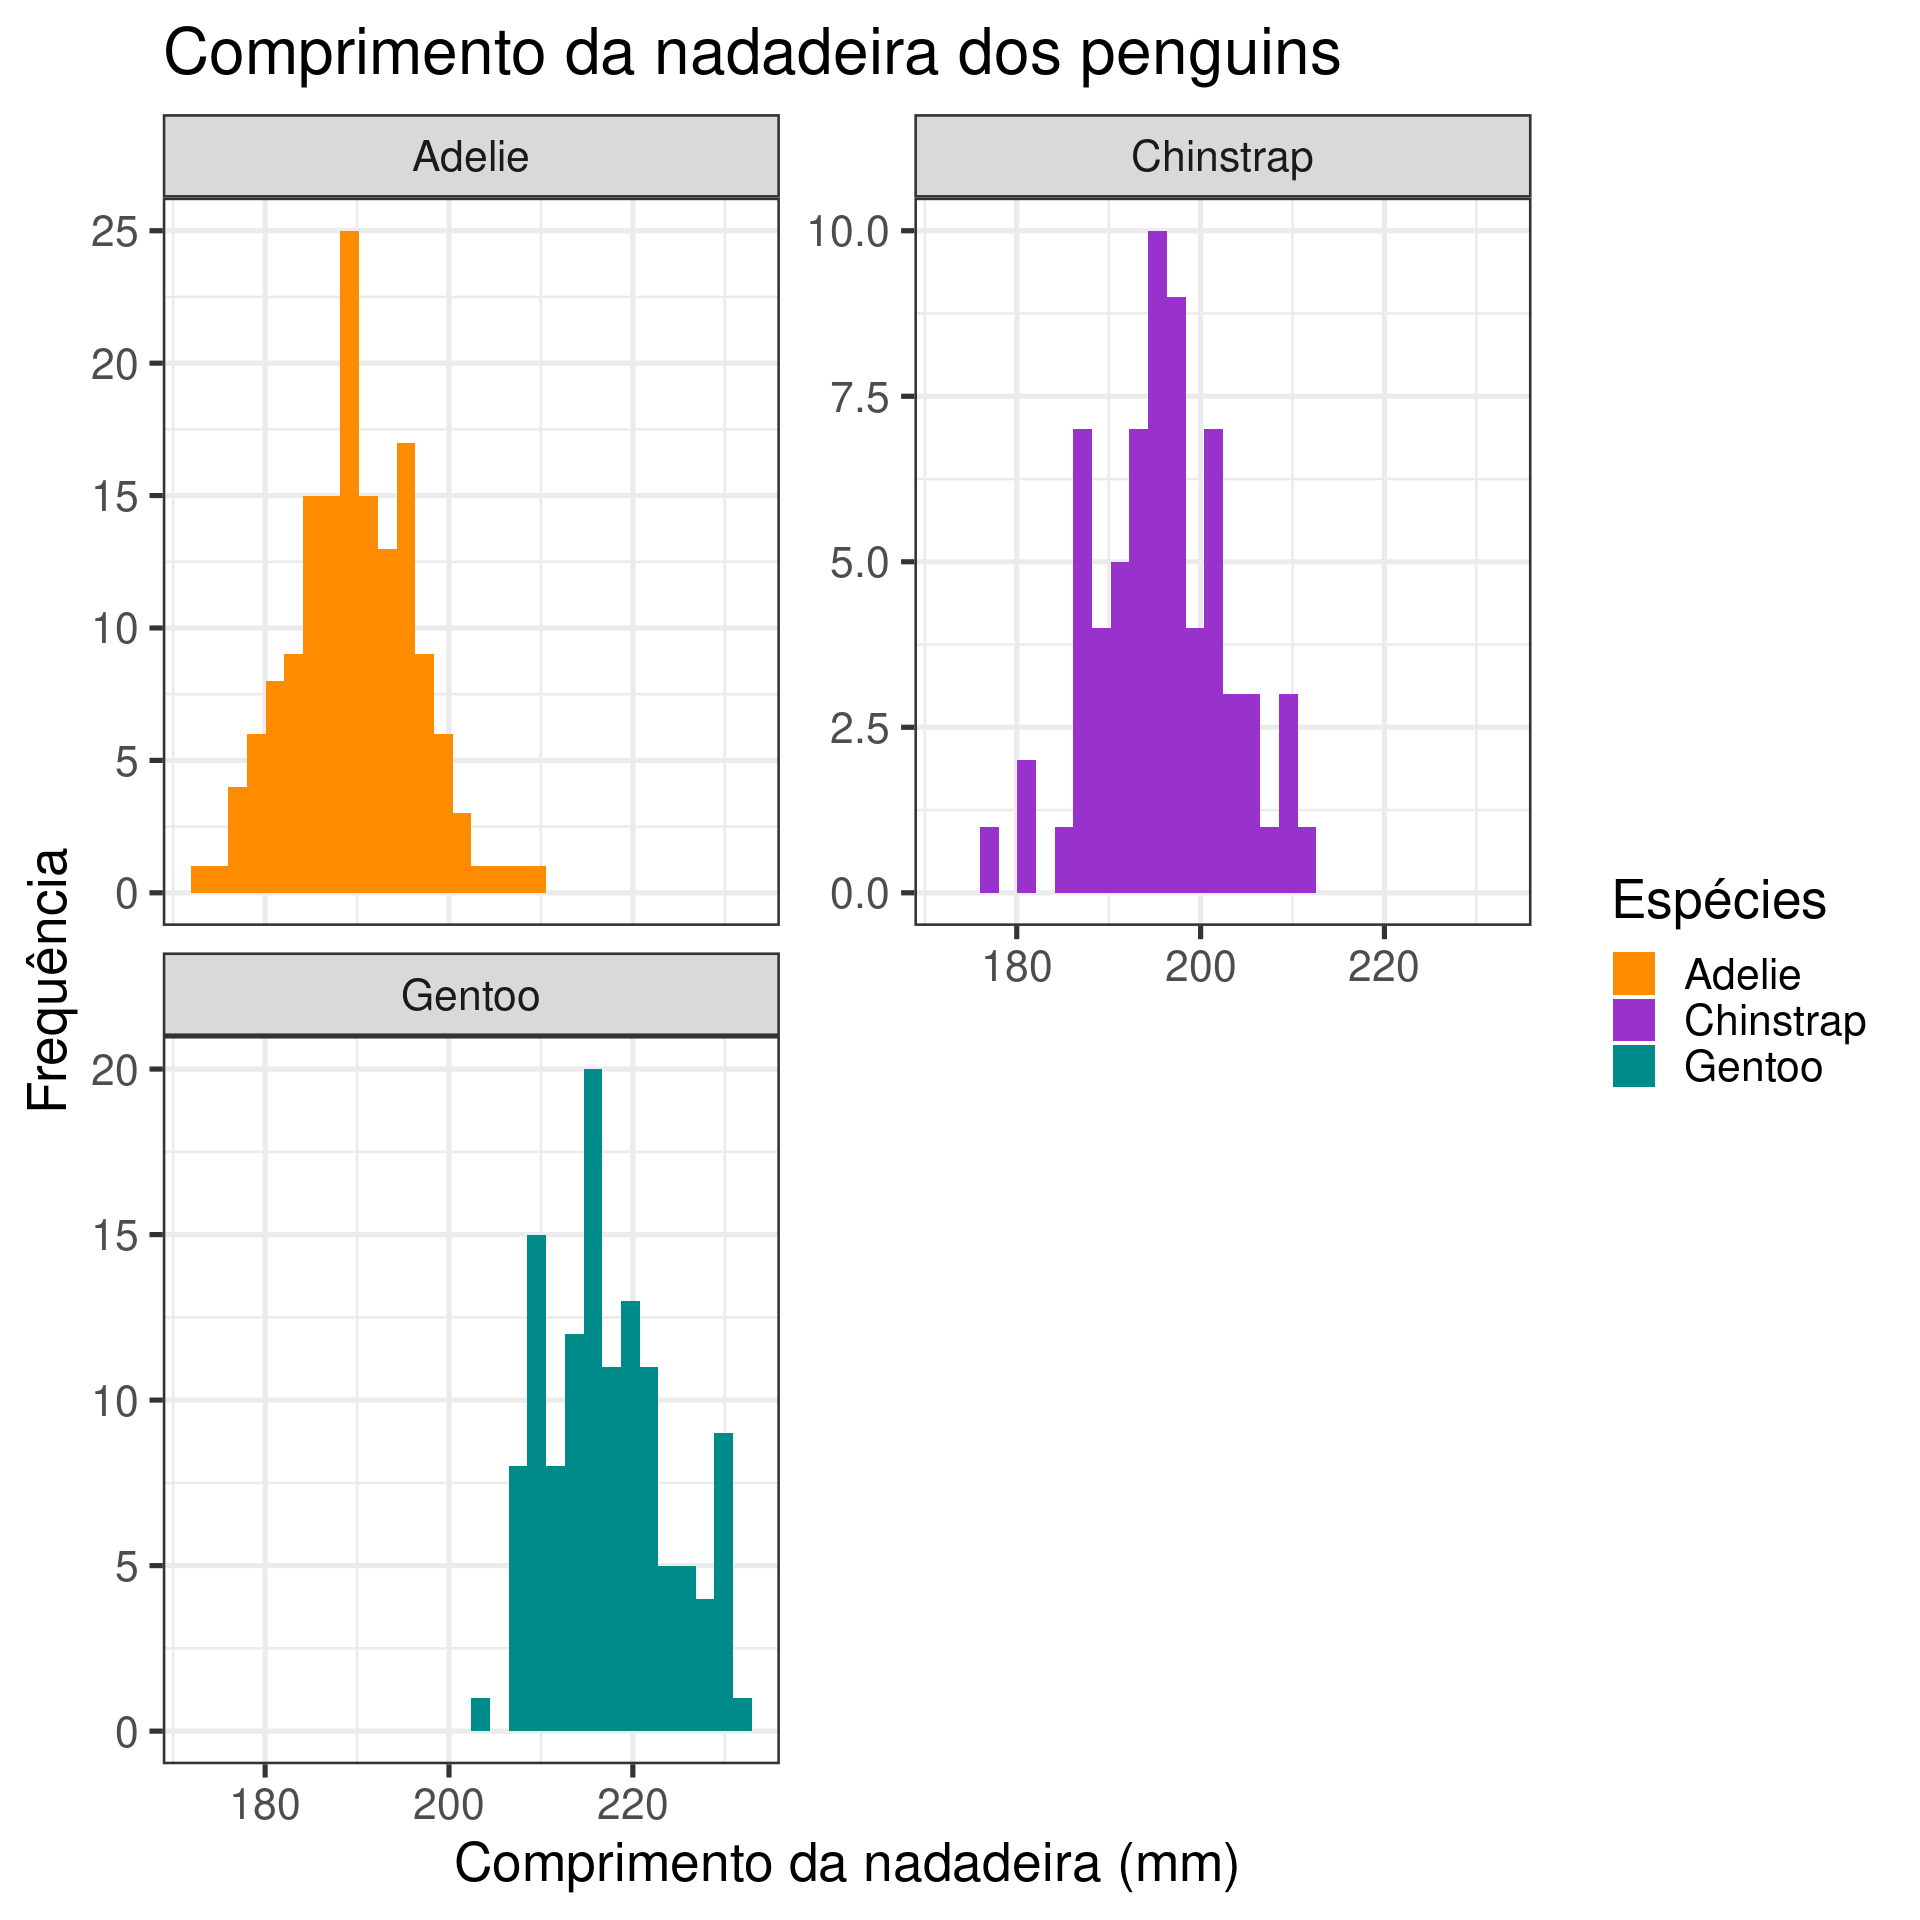 Comprimento da nadadeira dos penguins
Adelie
25
20
15
10
5
0
Chinstrap
10.0
7.5
5.0
2.5
0.0
180 200 220
Gentoo
20
15
10
5
0
180 200 220
Frequência
Comprimento da nadadeira (mm)
Espécies
Adelie
Chinstrap
Gentoo